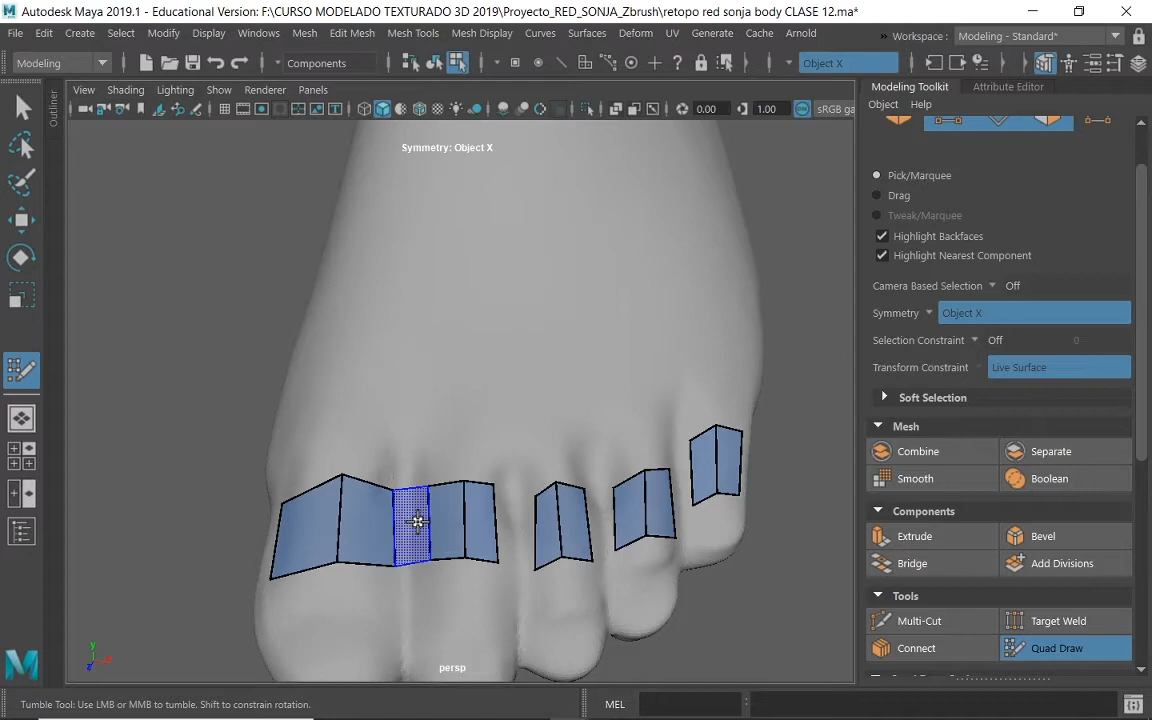 Autodesk Maya 2019.1 - Educational Version: F:\CURSO MODELADO TEXTURADO 3D 2019\Proyecto_RED_SONJA_Zbrush\retopo red sonja body CLASE 12.ma*
File Edit Create Select Modify Display Windows Mesh Edit Mesh Mesh Tools Mesh Display Curves Surfaces Deform UV Generate Cache Arnold » Workspace : Modeling - Standard*
Modeling Components Object X
View Shading Lighting Show Renderer Panels Modeling Toolkit Attribute Editor
Object Help
0.00 1.00 sRGB ga
Outliner
Symmetry: Object X
Pick/Marquee
Drag
Tweak/Marquee
Highlight Backfaces
Highlight Nearest Component
Camera Based Selection Off
Symmetry Object X
Selection Constraint Off 0
Transform Constraint Live Surface
Soft Selection
Mesh
Combine Separate
Smooth Boolean
Components
Extrude Bevel
Bridge Add Divisions
Tools
Multi-Cut Target Weld
Connect Quad Draw
y
x
z
persp
Tumble Tool: Use LMB or MMB to tumble. Shift to constrain rotation. MEL